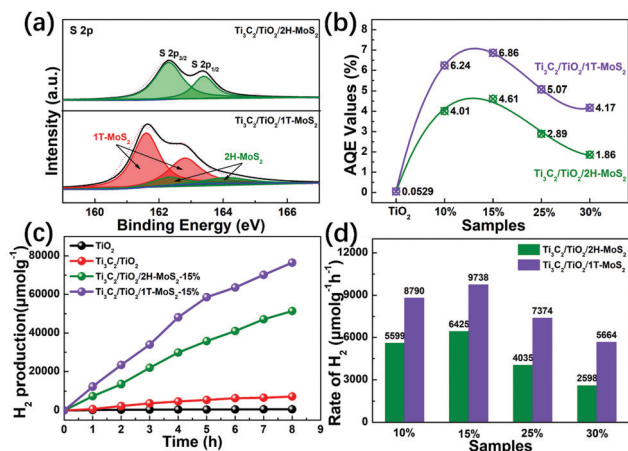 (a)
S 2p
Ti3C2/TiO2/2H-MoS2
S 2p3/2
S 2p1/2
Ti3C2/TiO2/1T-MoS2
1T-MoS2
2H-MoS2
Intensity (a.u.)
160 162 164 166
Binding Energy (eV)
(b)
8
7
6
5
4
3
2
1
0
AQE Values (%)
6.24
6.86
5.07
4.17
Ti3C2/TiO2/1T-MoS2
4.01
4.61
2.89
1.86
Ti3C2/TiO2/2H-MoS2
0.0529
TiO2 10% 15% 25% 30%
Samples
(c)
TiO2
Ti3C2/TiO2
Ti3C2/TiO2/2H-MoS2-15%
Ti3C2/TiO2/1T-MoS2-15%
80000
60000
40000
20000
0
H2 production(μmolg-1)
0 1 2 3 4 5 6 7 8 9
Time (h)
(d)
Ti3C2/TiO2/2H-MoS2
Ti3C2/TiO2/1T-MoS2
12000
9000
6000
3000
0
Rate of H2 (μmolg-1h-1)
5599
8790
6425
9738
4035
7374
2598
5664
10% 15% 25% 30%
Samples